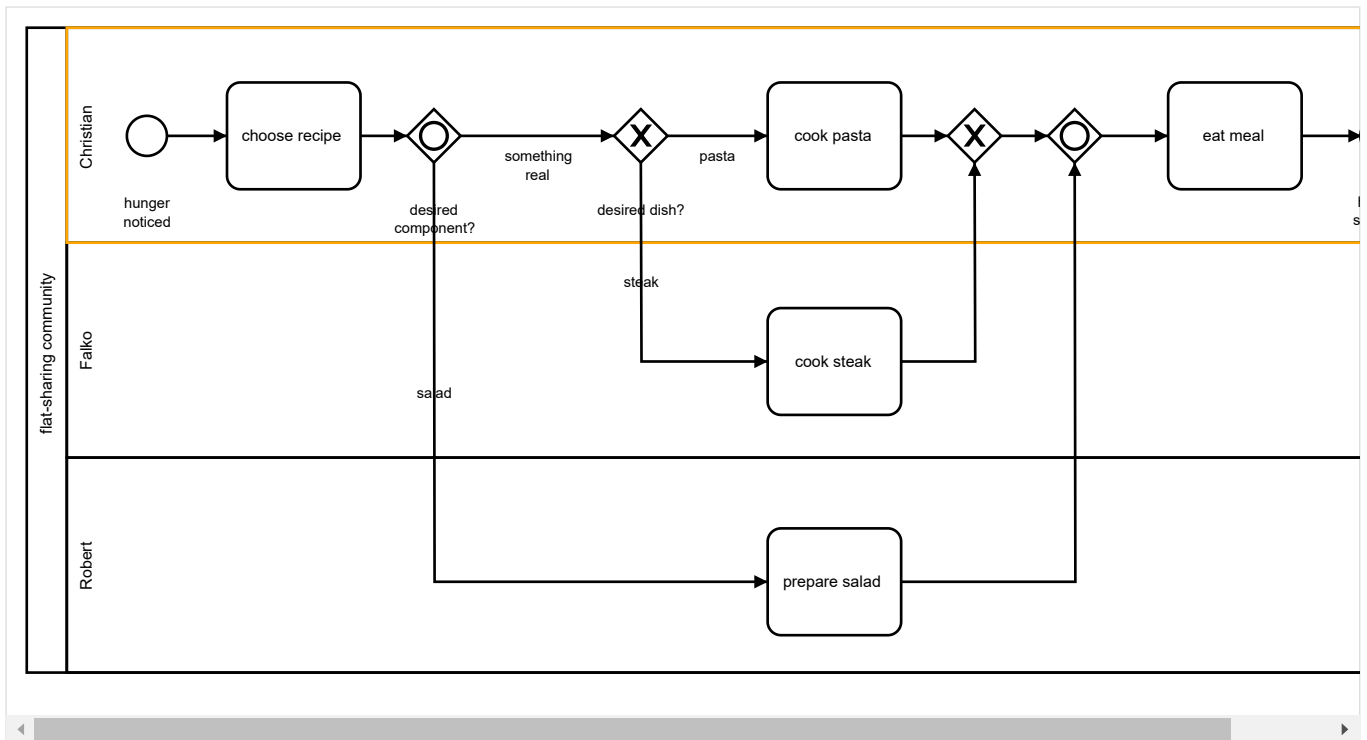 flat-sharing community
Christian
hunger
noticed
choose recipe
desired
component?
something
real
X
desired dish?
pasta
cook pasta
X
eat meal
Falko
steak
cook steak
salad
Robert
prepare salad